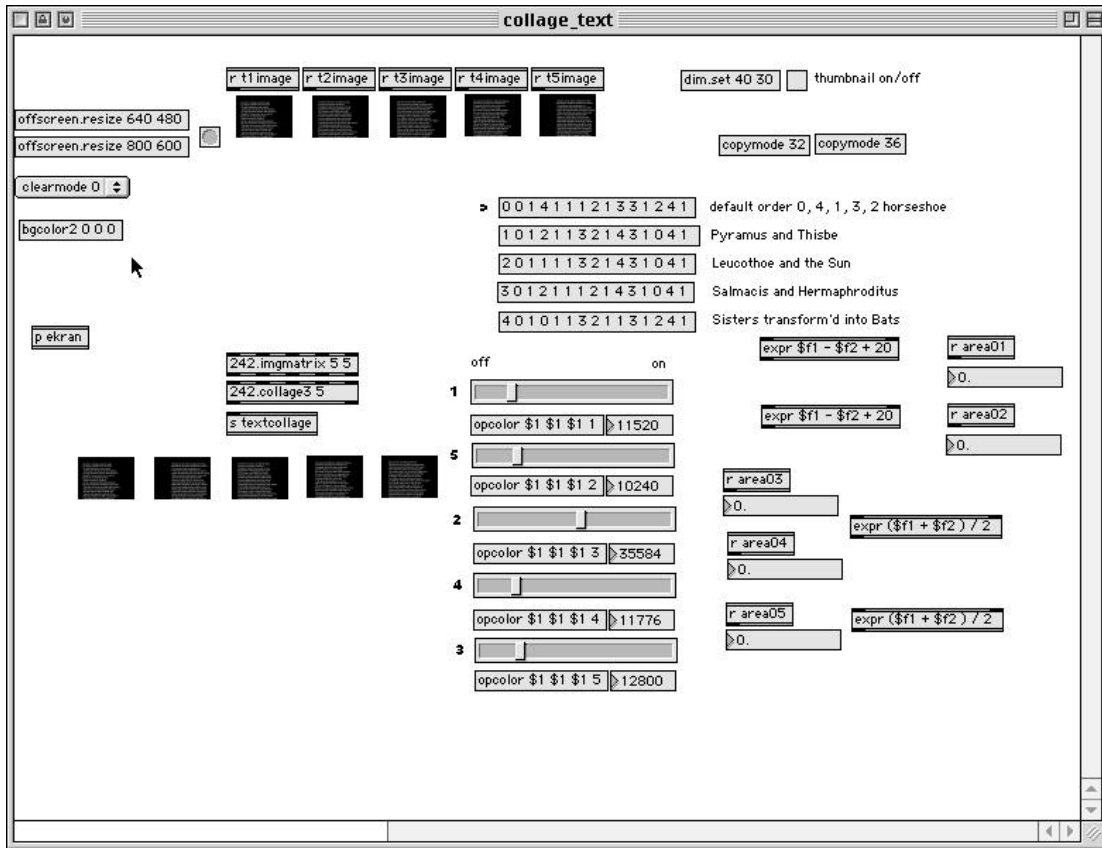 collage_text
r t1image r t2image r t3image r t4image r t5image
dim.set 40 30 thumbnail on/off
offscreen.resize 640 480
offscreen.resize 800 600
copymode 32 copymode 36
clearmode 0
bgcolor2 0 0 0
> 0 0 1 4 1 1 1 2 1 3 3 1 2 4 1 default order 0, 4, 1, 3, 2 horseshoe
1 0 1 2 1 1 3 2 1 4 3 1 0 4 1 Pyramus and Thisbe
2 0 1 1 1 1 3 2 1 4 3 1 0 4 1 Leucothoe and the Sun
3 0 1 2 1 1 1 2 1 4 3 1 0 4 1 Salmacis and Hermaphroditus
4 0 1 0 1 1 3 2 1 1 3 1 2 4 1 Sisters transform'd into Bats
p ekran
expr $f1 - $f2 + 20
r area01
0.
242.imgmatrix 5 5
242.collage3 5
s textcollage
off on
1
opcolor $1 $1 $1 1 11520
expr $f1 - $f2 + 20
r area02
0.
5
opcolor $1 $1 $1 2 10240
r area03
0.
2
opcolor $1 $1 $1 3 35584
expr ($f1 + $f2 ) / 2
r area04
0.
4
opcolor $1 $1 $1 4 11776
r area05
0.
expr ($f1 + $f2 ) / 2
3
opcolor $1 $1 $1 5 12800